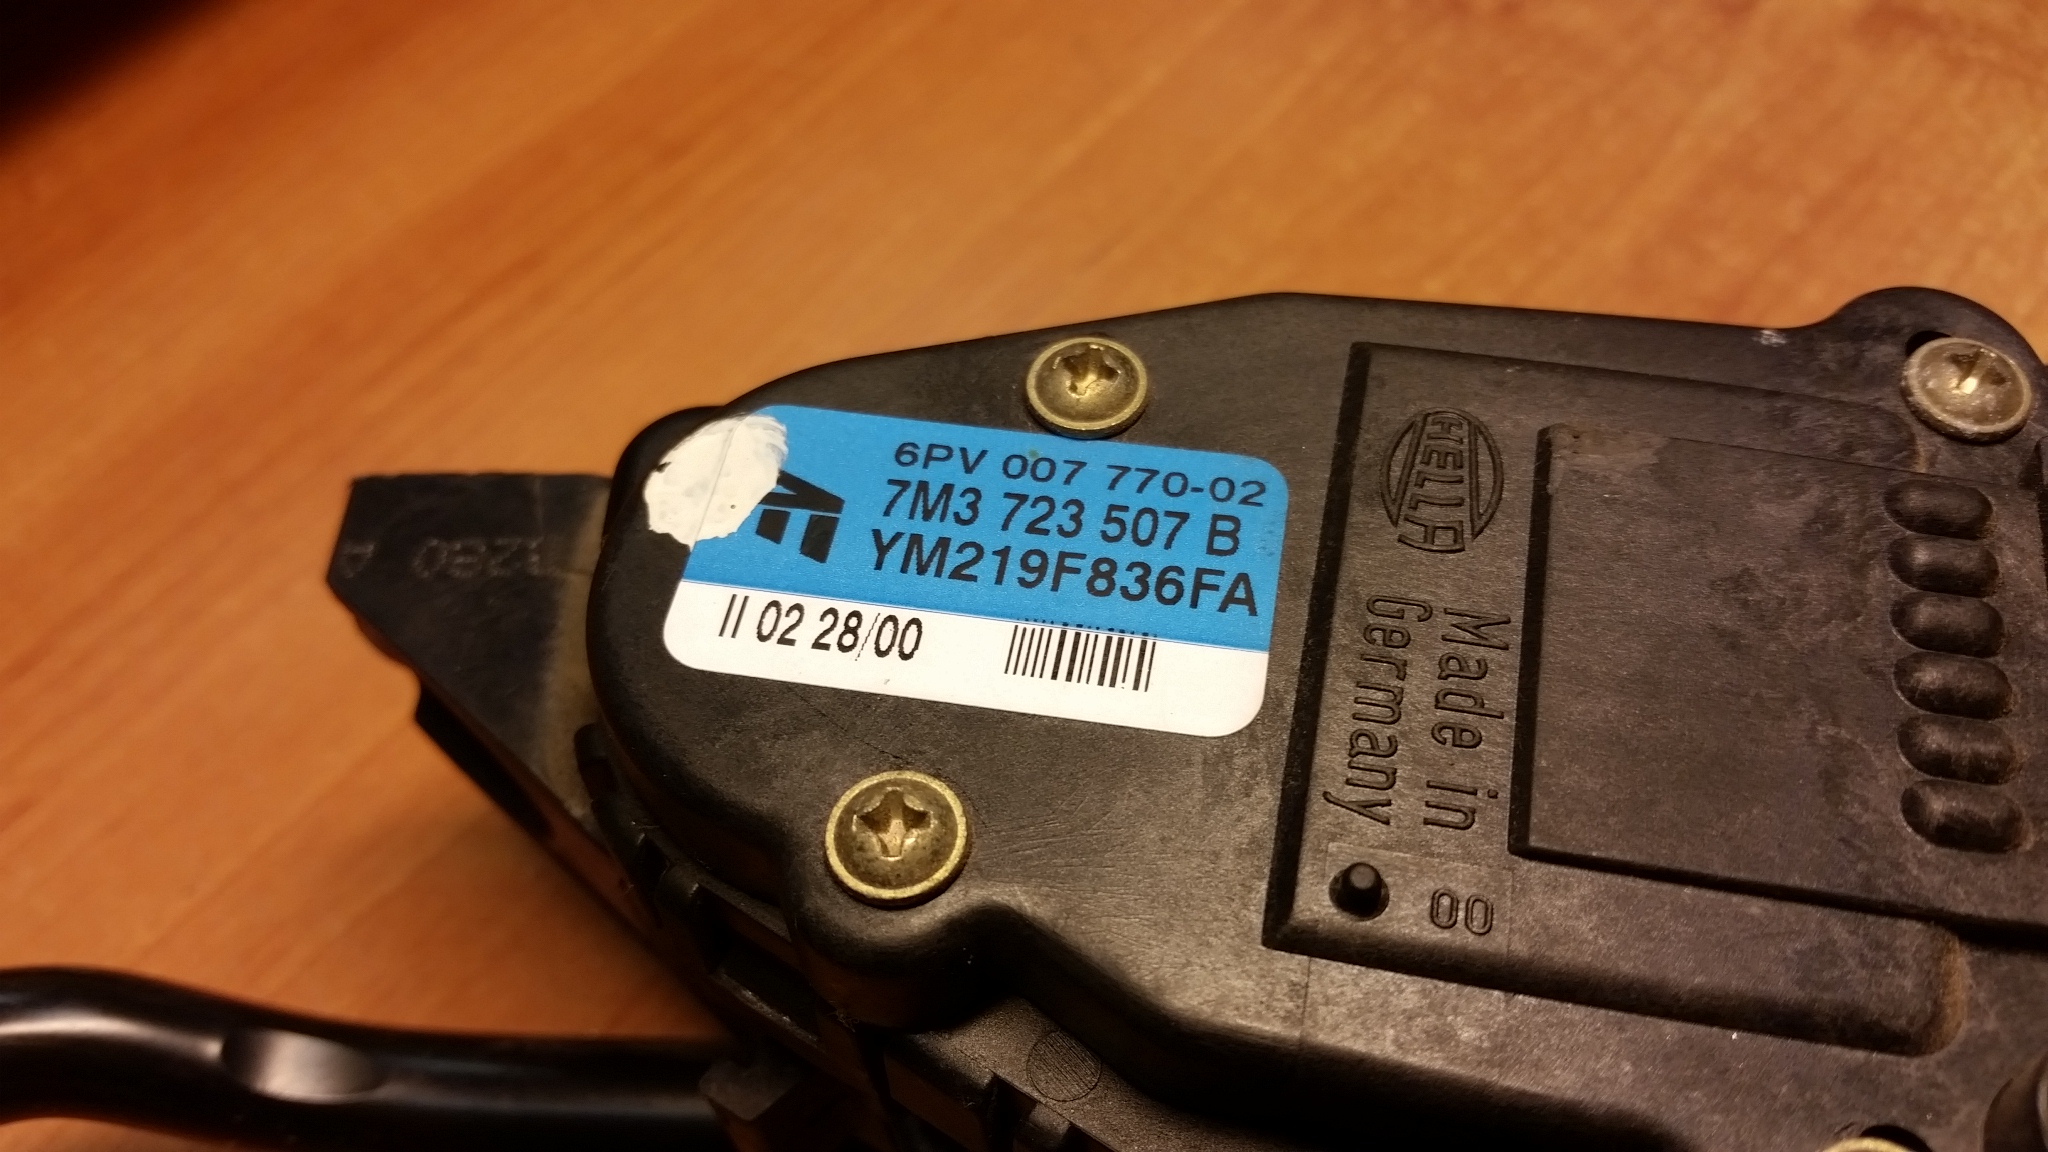 6PV 007 770-02
7M3 723 507 B
YM219F836FA
II 02 28/00
HELLA
Made in
Germany
00